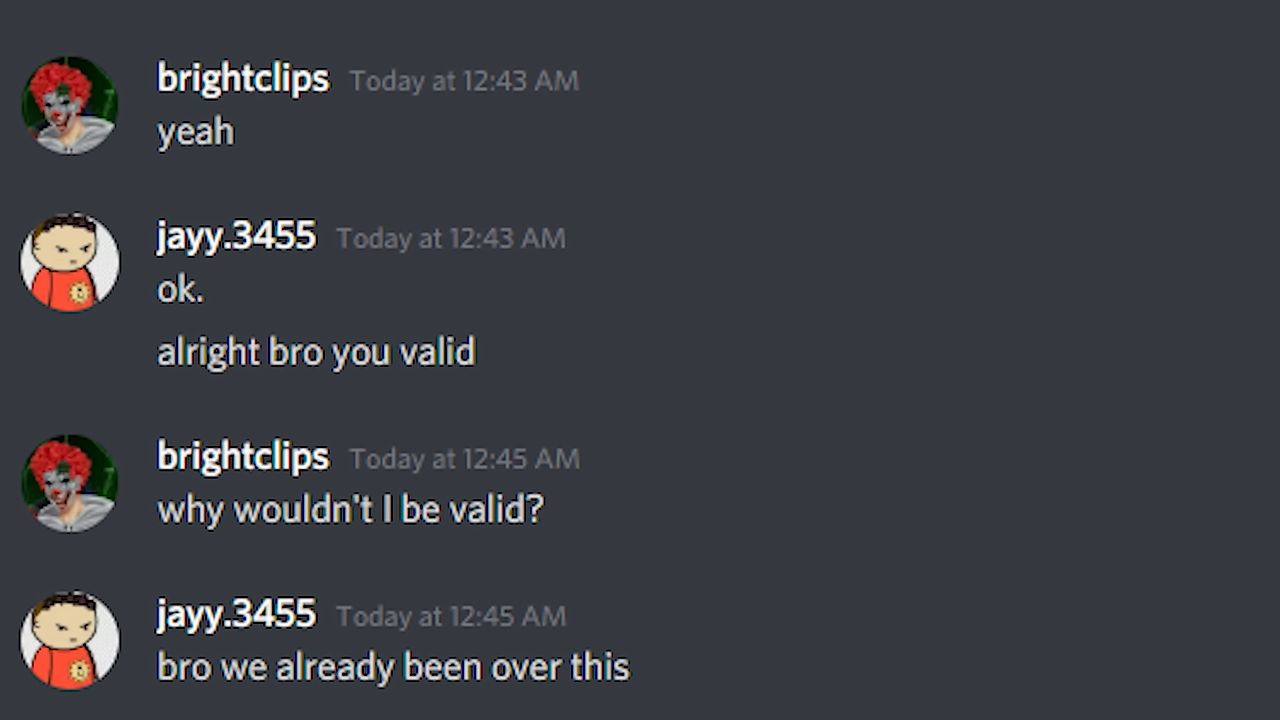 brightclips Today at 12:43 AM
yeah
jayy.3455 Today at 12:43 AM
ok.
alright bro you valid
brightclips Today at 12:45 AM
why wouldn't I be valid?
jayy.3455 Today at 12:45 AM
bro we already been over this